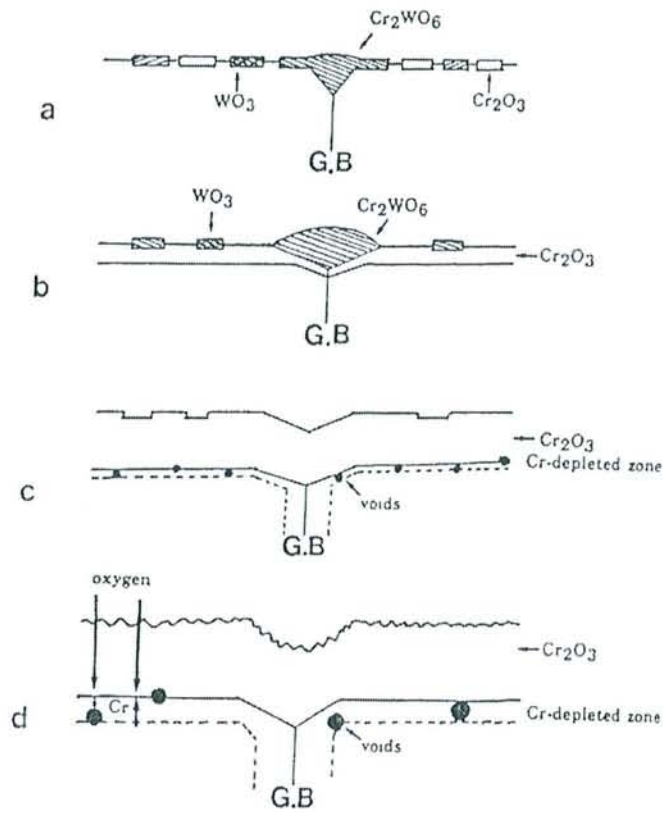 Cr2WO6
WO3
Cr2O3
a
G.B
WO3
Cr2WO6
Cr2O3
b
G.B
Cr2O3
Cr-depleted zone
c
voids
G.B
oxygen
Cr2O3
Cr
Cr-depleted zone
d
voids
G.B